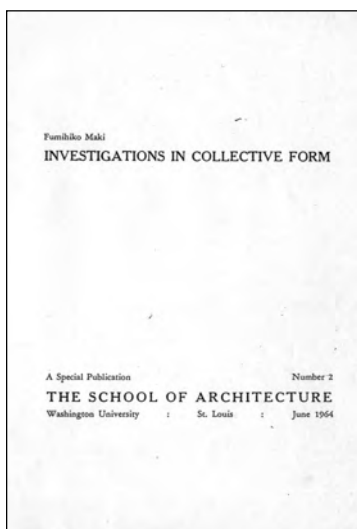 Fumihiko Maki
INVESTIGATIONS IN COLLECTIVE FORM
A Special Publication Number 2
THE SCHOOL OF ARCHITECTURE
Washington University : St. Louis : June 1964